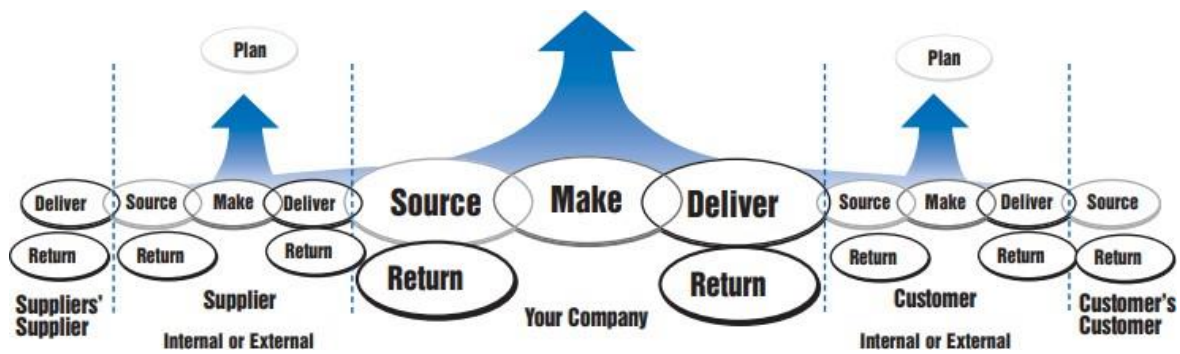 Plan
Plan
Deliver
Source
Make
Deliver
Source
Make
Deliver
Source
Make
Deliver
Source
Return
Return
Return
Return
Return
Return
Return
Return
Suppliers'
Supplier
Supplier
Internal or External
Your Company
Customer
Internal or External
Customer's
Customer